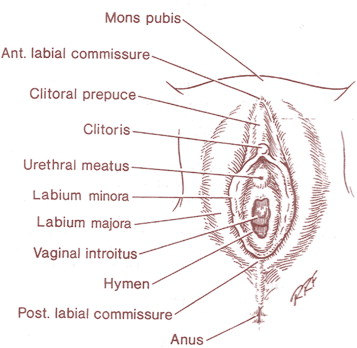 Mons pubis
Ant. labial commissure
Clitoral prepuce
Clitoris
Urethral meatus
Labium minora
Labium majora
Vaginal introitus
Hymen
Post. labial commissure
Anus
RRF